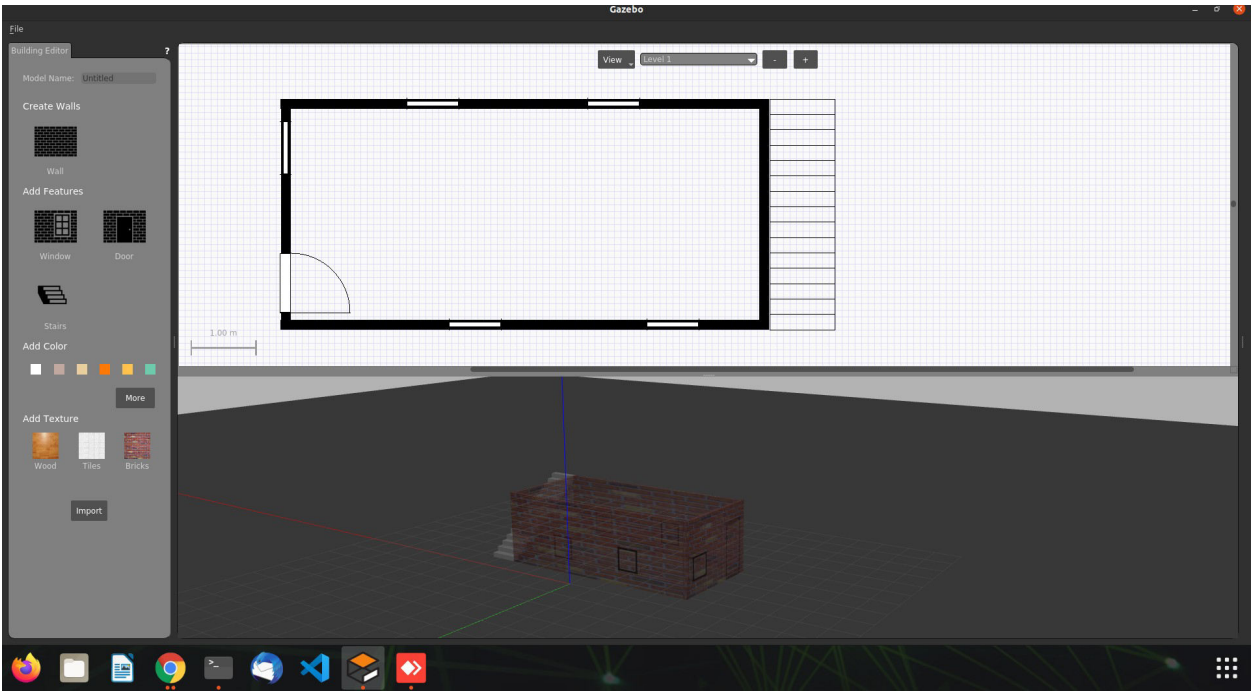 Gazebo
File
Building Editor ?
Model Name: Untitled
Create Walls
Wall
Add Features
Window Door
Stairs
Add Color
More
Add Texture
Wood Tiles Bricks
Import
View Level 1 - +
1.00 m
>_